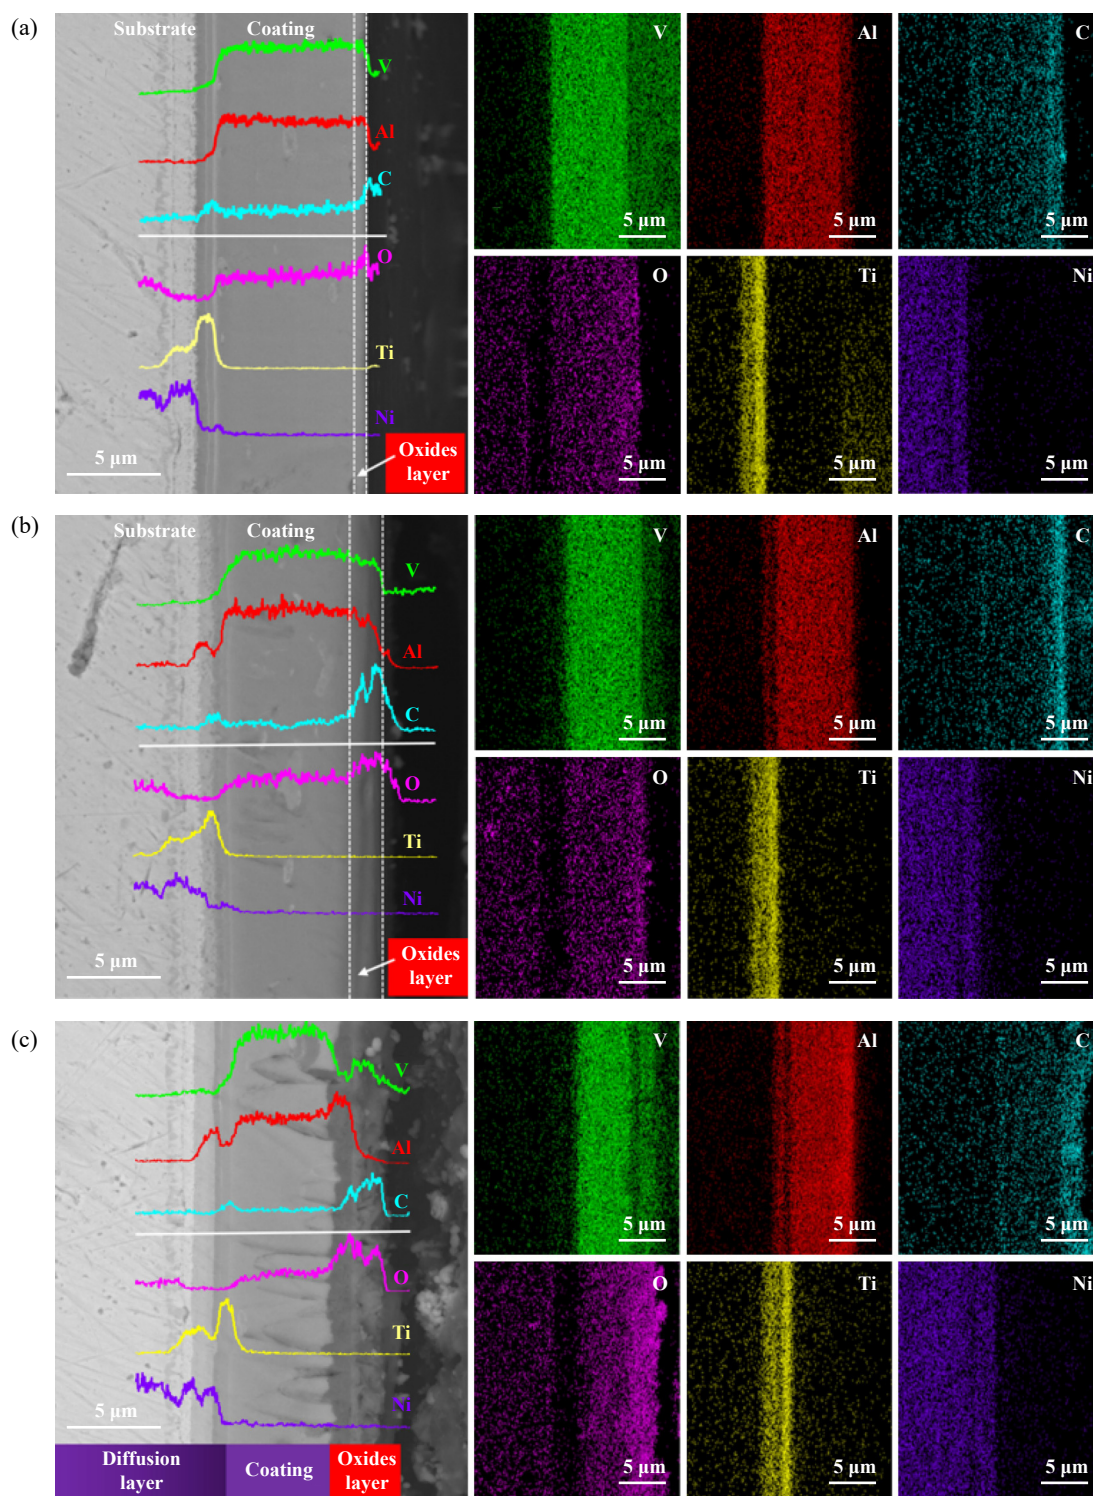 (a)
Substrate Coating
V
Al
C
O
Ti
Ni
5 μm
Oxides
layer
V
5 μm
Al
5 μm
C
5 μm
O
5 μm
Ti
5 μm
Ni
5 μm
(b)
Substrate Coating
V
Al
C
O
Ti
Ni
5 μm
Oxides
layer
V
5 μm
Al
5 μm
C
5 μm
O
5 μm
Ti
5 μm
Ni
5 μm
(c)
V
Al
C
O
Ti
Ni
5 μm
Diffusion
layer
Coating
Oxides
layer
V
5 μm
Al
5 μm
C
5 μm
O
5 μm
Ti
5 μm
Ni
5 μm